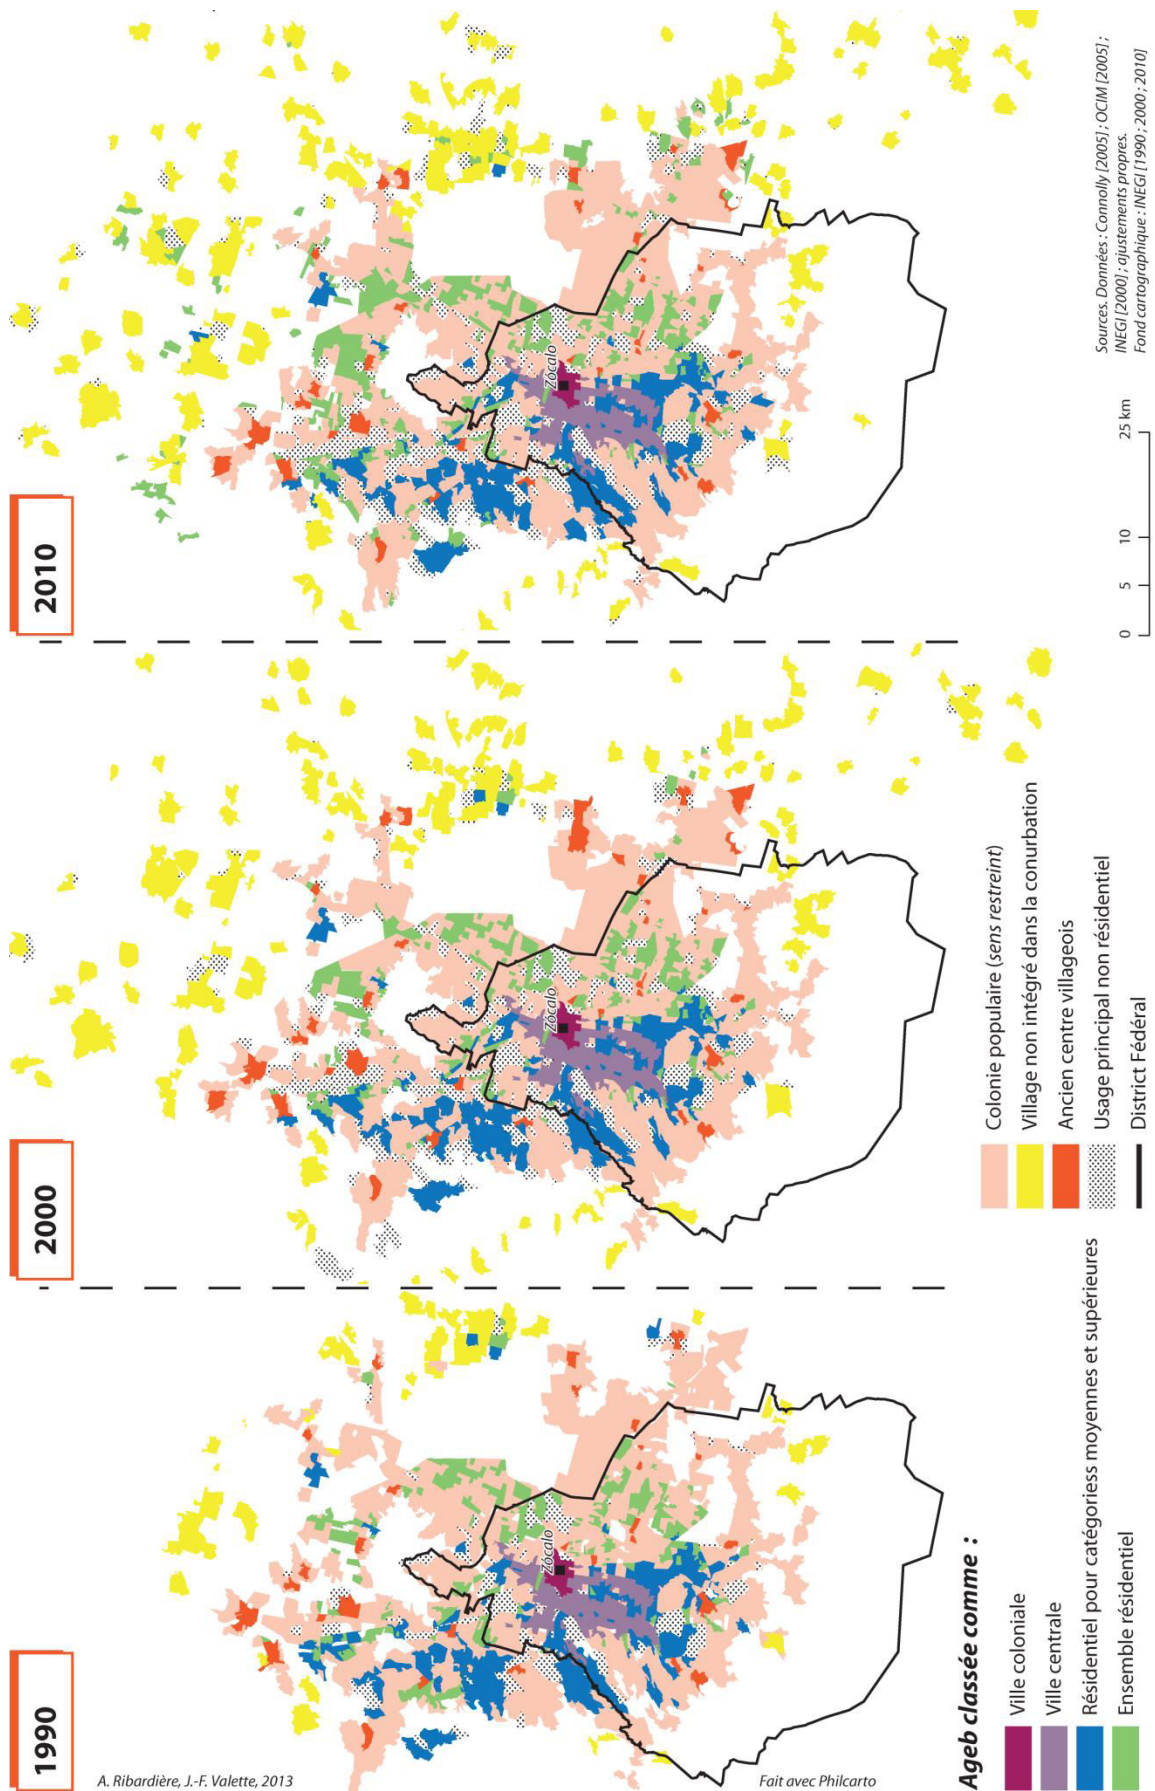 1990
2000
2010
Zócalo
Zócalo
Zócalo
A. Ribardière, J.-F. Valette, 2013
Fait avec Philcarto
Ageb classée comme :
Ville coloniale
Ville centrale
Résidentiel pour catégoriess moyennes et supérieures
Ensemble résidentiel
Colonie populaire (sens restreint)
Village non intégré dans la conurbation
Ancien centre villageois
Usage principal non résidentiel
District Fédéral
0 5 10 25 km
Sources. Données : Connolly [2005] ; OCIM [2005] ;
INEGI [2000] ; ajustements propres.
Fond cartographique : INEGI [1990 ; 2000 ; 2010]